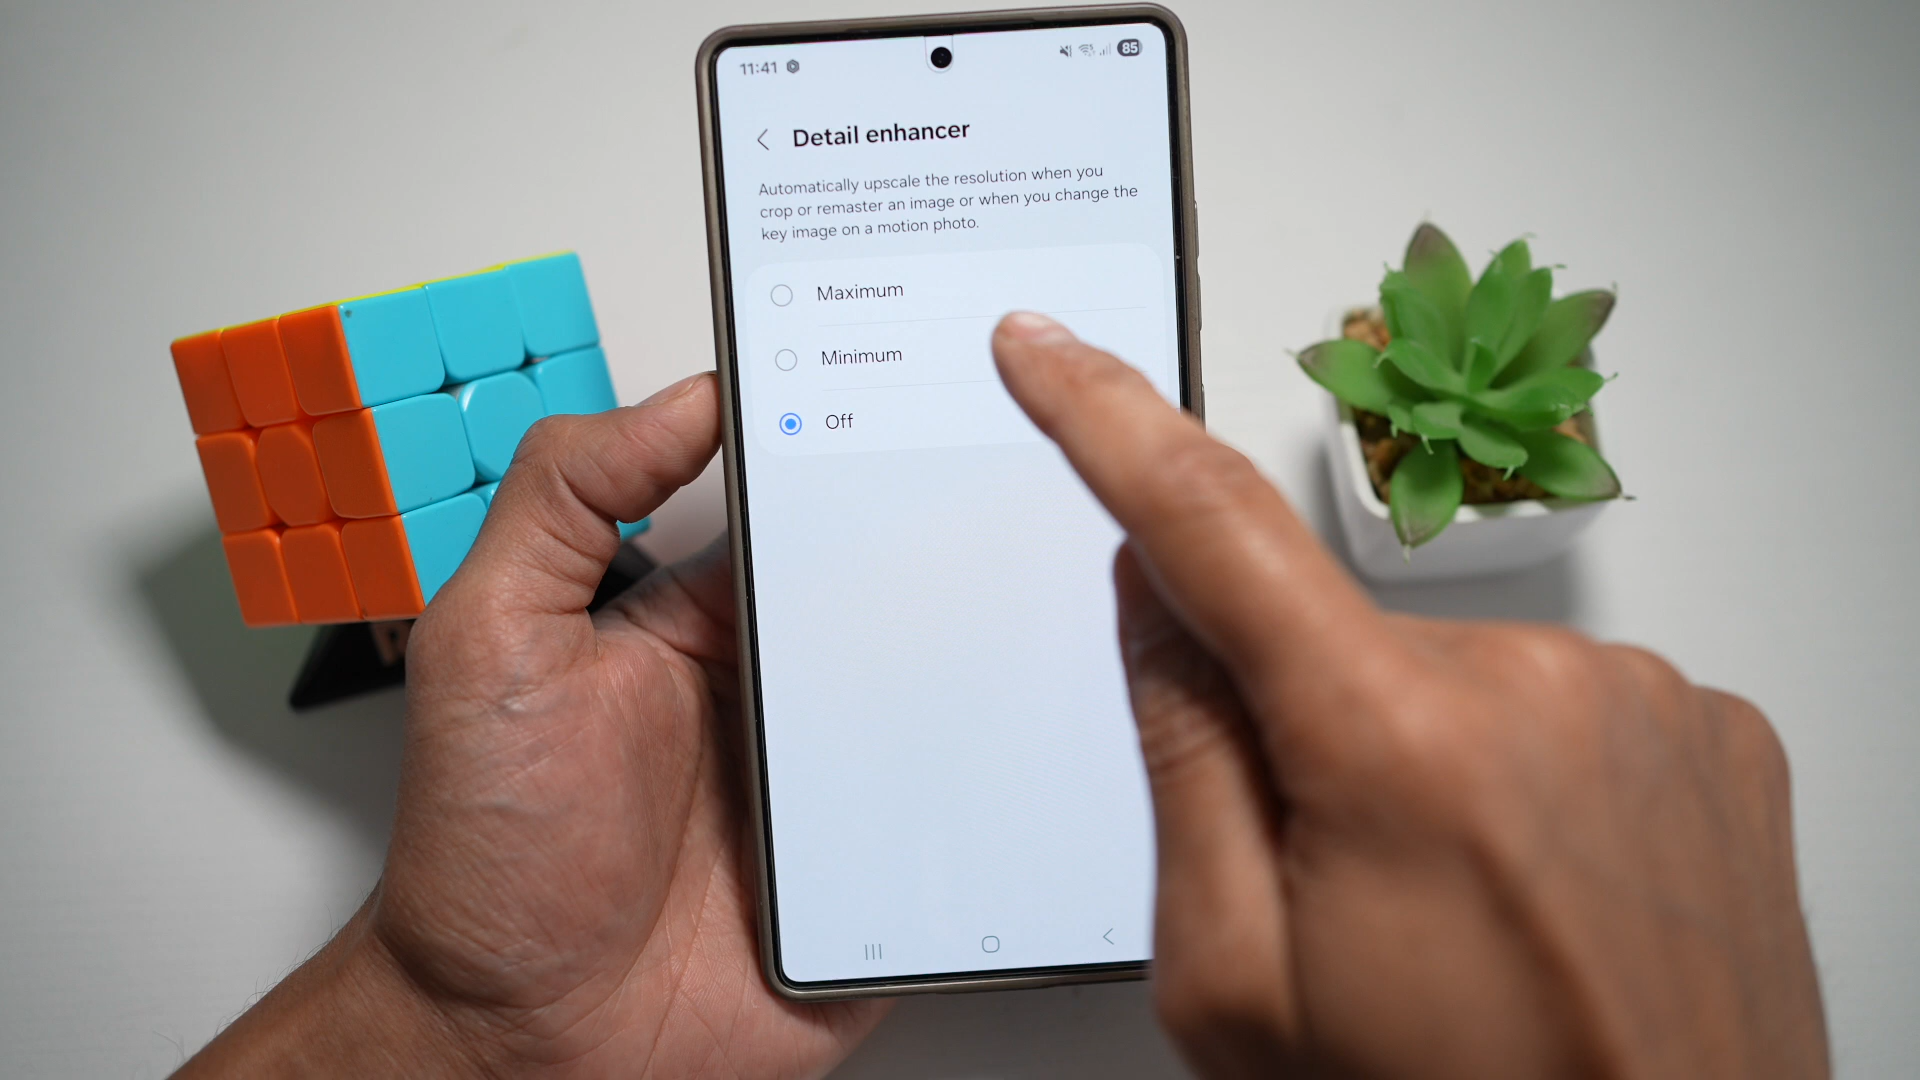 11:41
85
Detail enhancer
Automatically upscale the resolution when you
crop or remaster an image or when you change the
key image on a motion photo.
Maximum
Minimum
Off